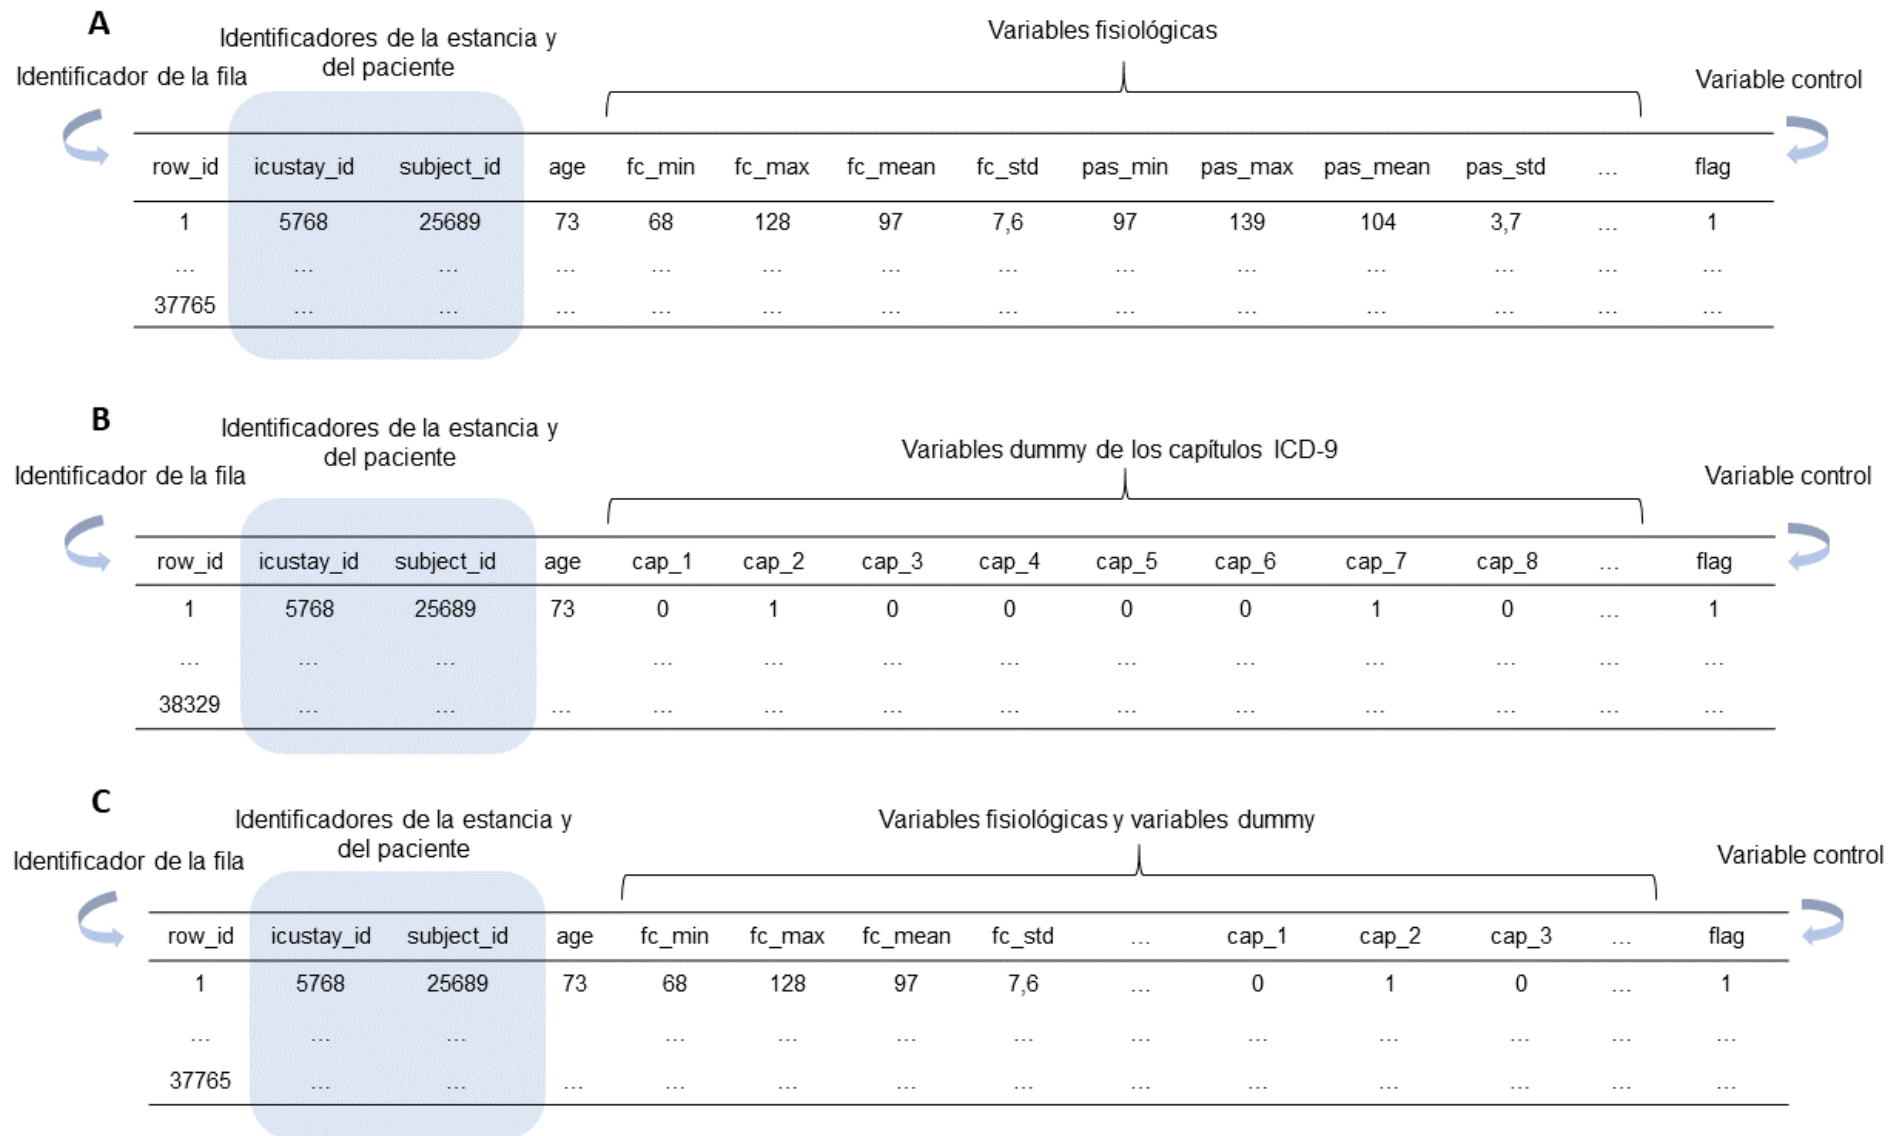 A
Identificadores de la estancia y
del paciente
Variables fisiológicas
Identificador de la fila
Variable control
row_id icustay_id subject_id age fc_min fc_max fc_mean fc_std pas_min pas_max pas_mean pas_std ... flag
1 5768 25689 73 68 128 97 7,6 97 139 104 3,7 ... 1
... ... ... ... ... ... ... ... ... ... ... ... ... ...
37765 ... ... ... ... ... ... ... ... ... ... ... ... ...
B
Identificadores de la estancia y
del paciente
Variables dummy de los capítulos ICD-9
Identificador de la fila
Variable control
row_id icustay_id subject_id age cap_1 cap_2 cap_3 cap_4 cap_5 cap_6 cap_7 cap_8 ... flag
1 5768 25689 73 0 1 0 0 0 0 1 0 ... 1
... ... ... ... ... ... ... ... ... ... ... ... ...
38329 ... ... ... ... ... ... ... ... ... ... ... ... ...
C
Identificadores de la estancia y
del paciente
Variables fisiológicas y variables dummy
Identificador de la fila
Variable control
row_id icustay_id subject_id age fc_min fc_max fc_mean fc_std ... cap_1 cap_2 cap_3 ... flag
1 5768 25689 73 68 128 97 7,6 ... 0 1 0 ... 1
... ... ... ... ... ... ... ... ... ... ... ... ...
37765 ... ... ... ... ... ... ... ... ... ... ... ... ...